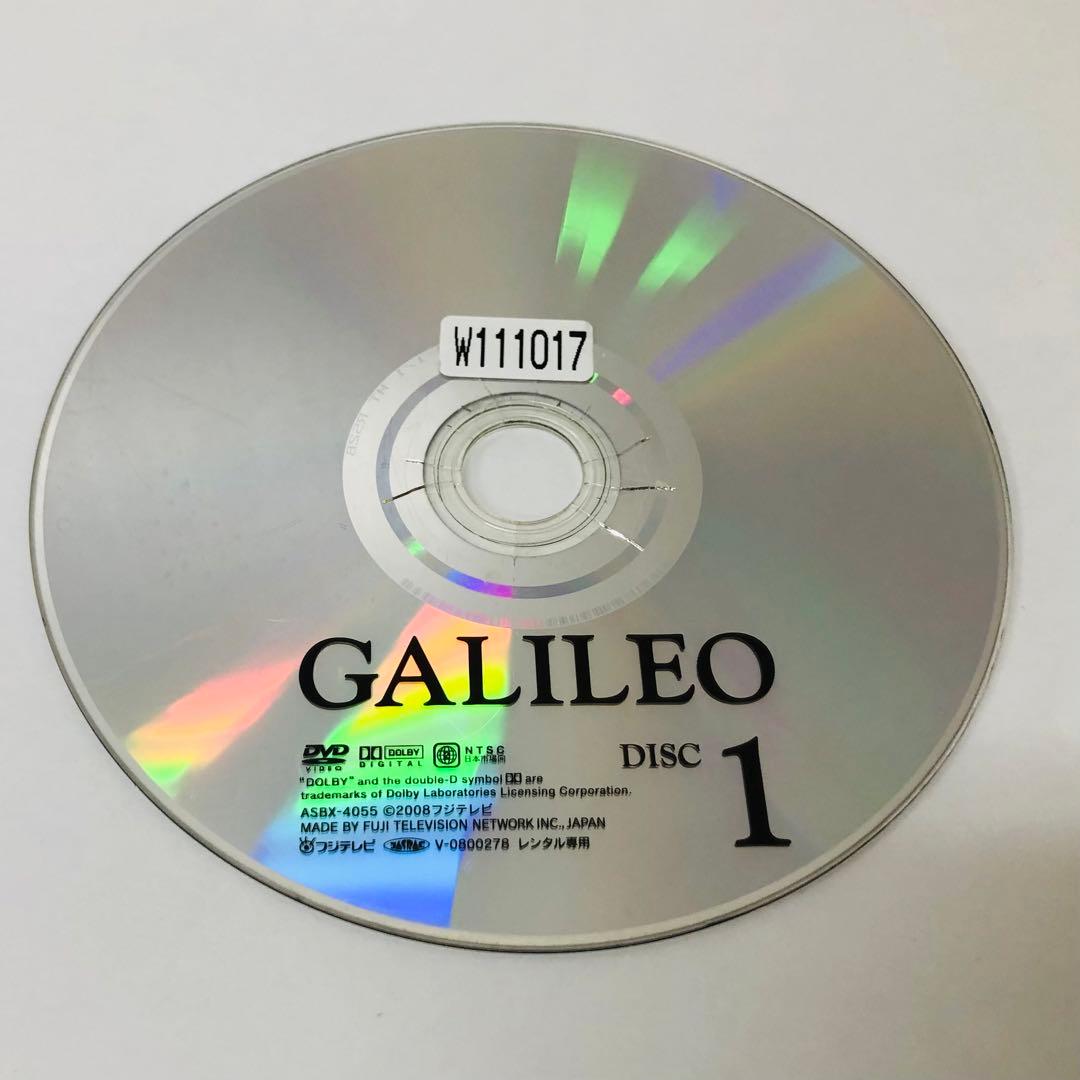 W111017
GALILEO
DVD VIDEO DOLBY DIGITAL NTSC 日本市場向
DISC 1
"DOLBY" and the double-D symbol are
trademarks of Dolby Laboratories Licensing Corporation.
ASBX-4055 ©2008フジテレビ
MADE BY FUJI TELEVISION NETWORK INC., JAPAN
フジテレビ JASRAC V-0800278 レンタル専用